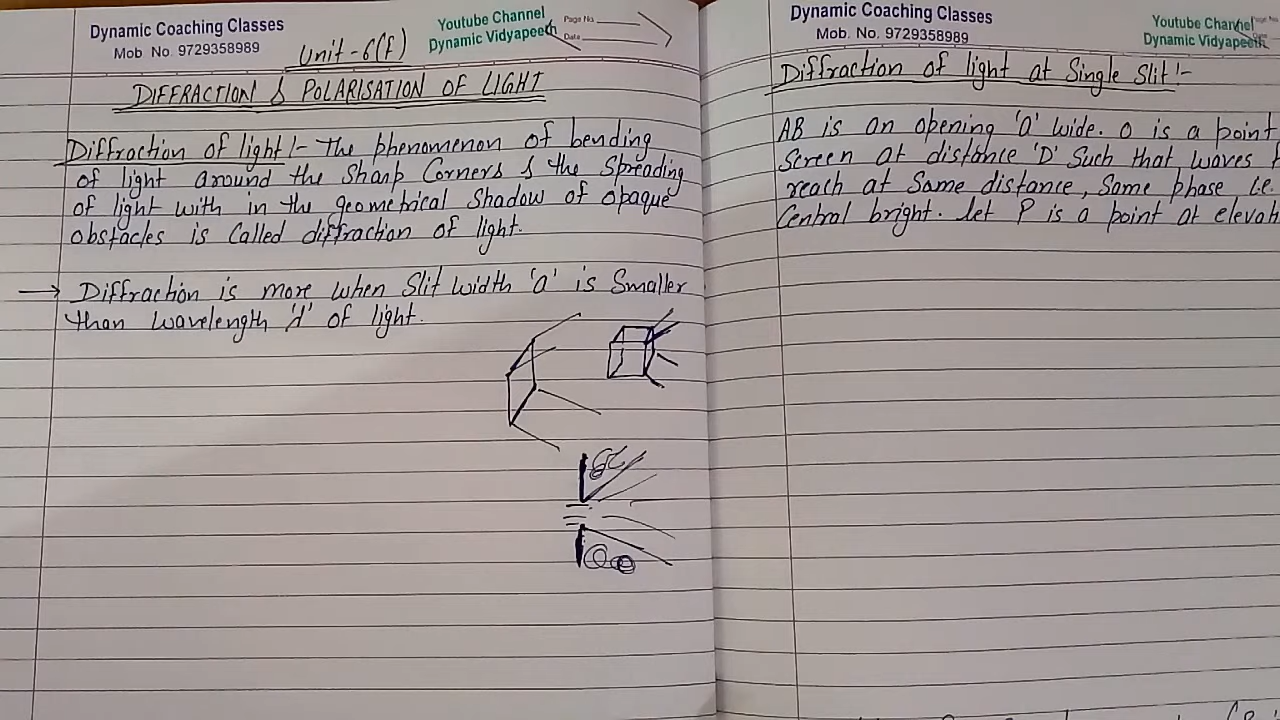 Dynamic Coaching Classes
Mob. No. 9729358989
Youtube Channel
Dynamic Vidyapeeth
Page No.
Date
Unit-6(F)
DIFFRACTION & POLARISATION OF LIGHT
Diffraction of light:- The phenomenon of bending
of light around the sharp Corners & the Spreading
of light with in the geometrical Shadow of opaque
obstacles is Called diffraction of light.
→ Diffraction is more when Slit width 'a' is Smaller
than wavelength 'λ' of light.
Dynamic Coaching Classes
Mob. No. 9729358989
Youtube Channel
Dynamic Vidyapeeth
Diffraction of light at Single Slit:-
AB is an opening 'a' wide. O is a point
Screen at distance 'D' Such that waves
reach at Same distance, Same phase i.e.
Central bright. Let P is a point at